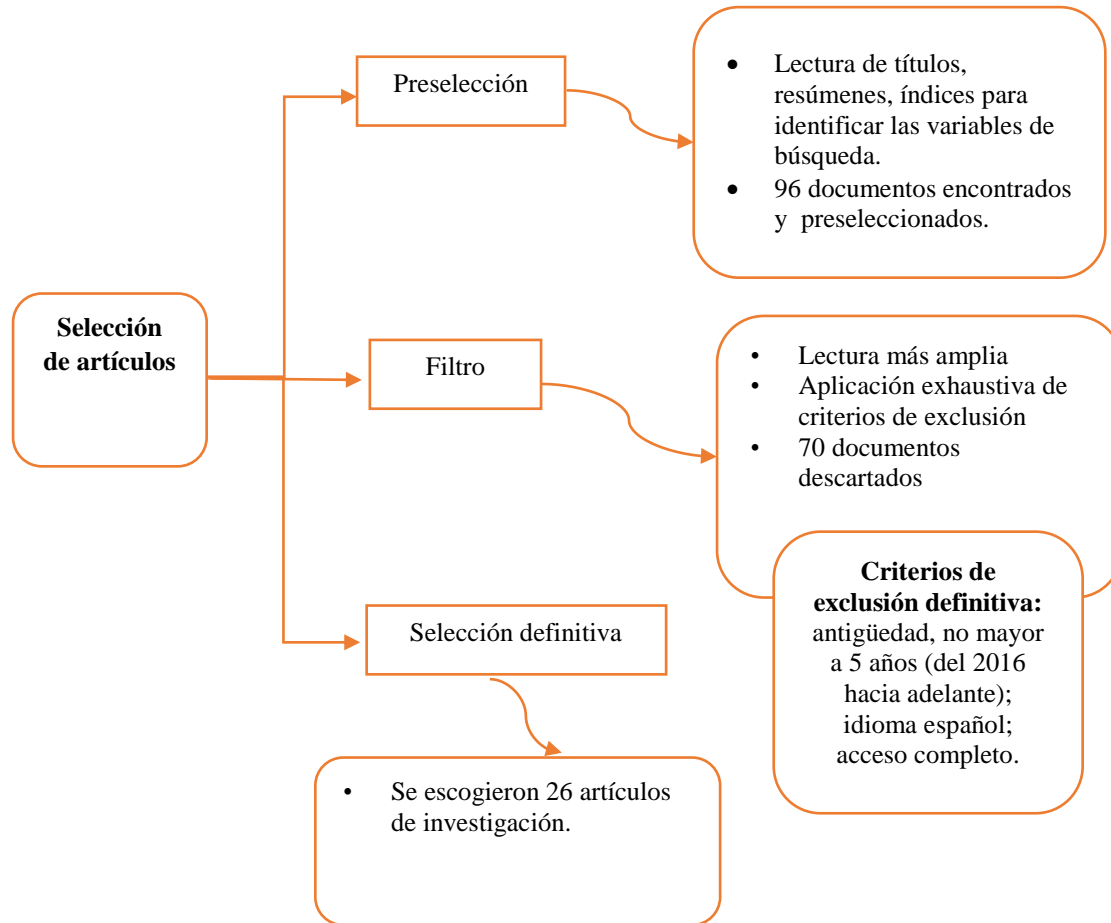 Preselección
• Lectura de títulos,
resúmenes, índices para
identificar las variables de
búsqueda.
• 96 documentos encontrados
y preseleccionados.
Selección
de artículos
Filtro
• Lectura más amplia
• Aplicación exhaustiva de
criterios de exclusión
• 70 documentos
descartados
Criterios de
exclusión definitiva:
antigüedad, no mayor
a 5 años (del 2016
hacia adelante);
idioma español;
acceso completo.
Selección definitiva
• Se escogieron 26 artículos
de investigación.